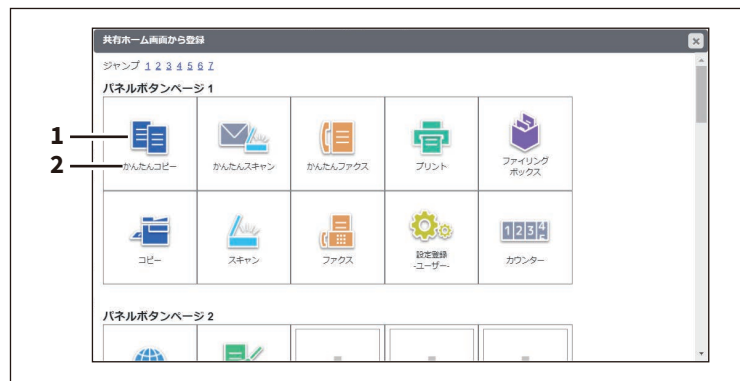 共有ホーム画面から登録
ジャンプ 1 2 3 4 5 6 7
パネルボタンページ 1
1
2
かんたんコピー かんたんスキャン かんたんファクス プリント ファイリング
ボックス
コピー スキャン ファクス 設定登録
-ユーザー- カウンター
1 2 3 4
パネルボタンページ 2